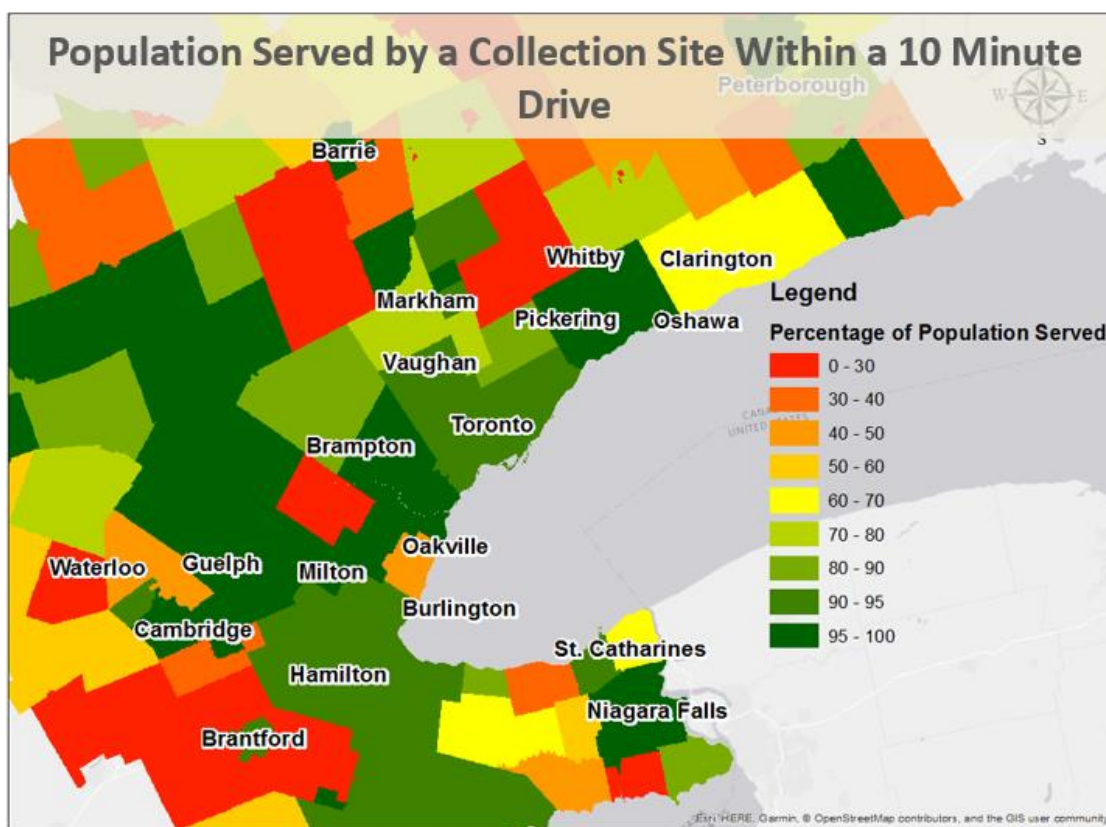 Population Served by a Collection Site Within a 10 Minute
Drive
Peterborough
W E
S
Barrie
Whitby
Clarington
Markham
Pickering
Oshawa
Vaughan
Toronto
Brampton
Oakville
Waterloo
Guelph
Milton
Burlington
Cambridge
St. Catharines
Hamilton
Niagara Falls
Brantford
Legend
Percentage of Population Served
0 - 30
30 - 40
40 - 50
50 - 60
60 - 70
70 - 80
80 - 90
90 - 95
95 - 100
Esri, HERE, Garmin, © OpenStreetMap contributors, and the GIS user community